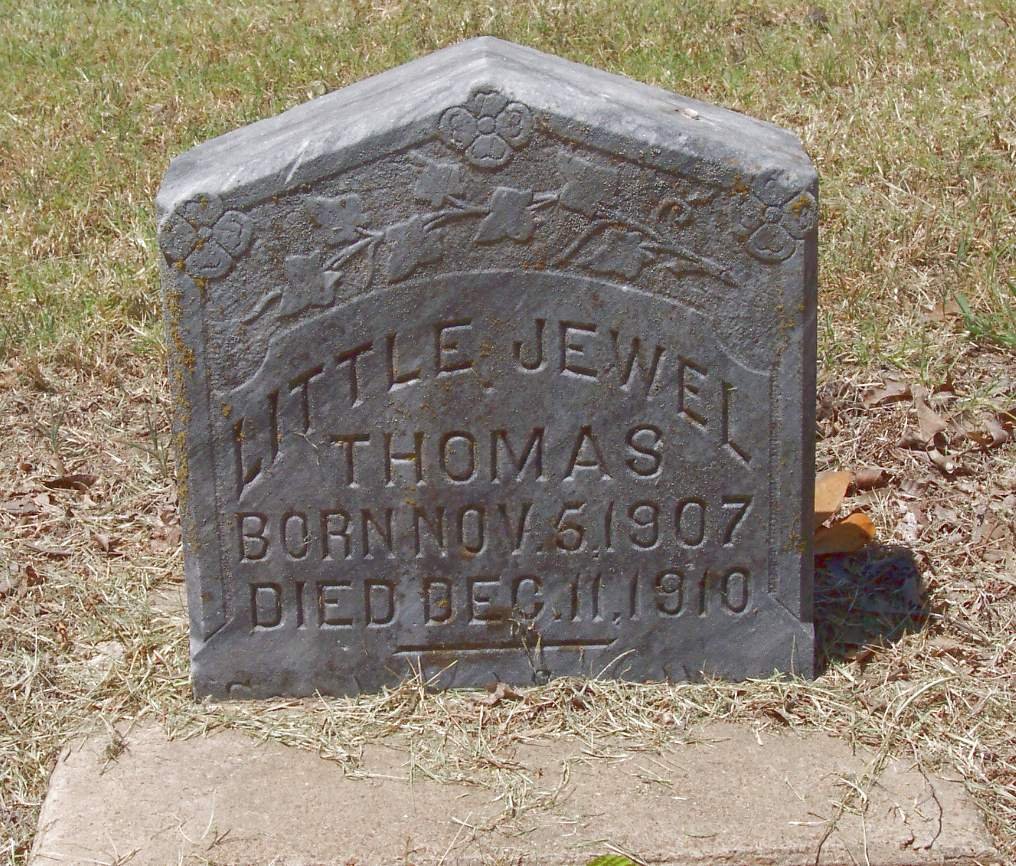 LITTLE JEWEL
THOMAS
BORN NOV. 5, 1907
DIED DEC. 11, 1910